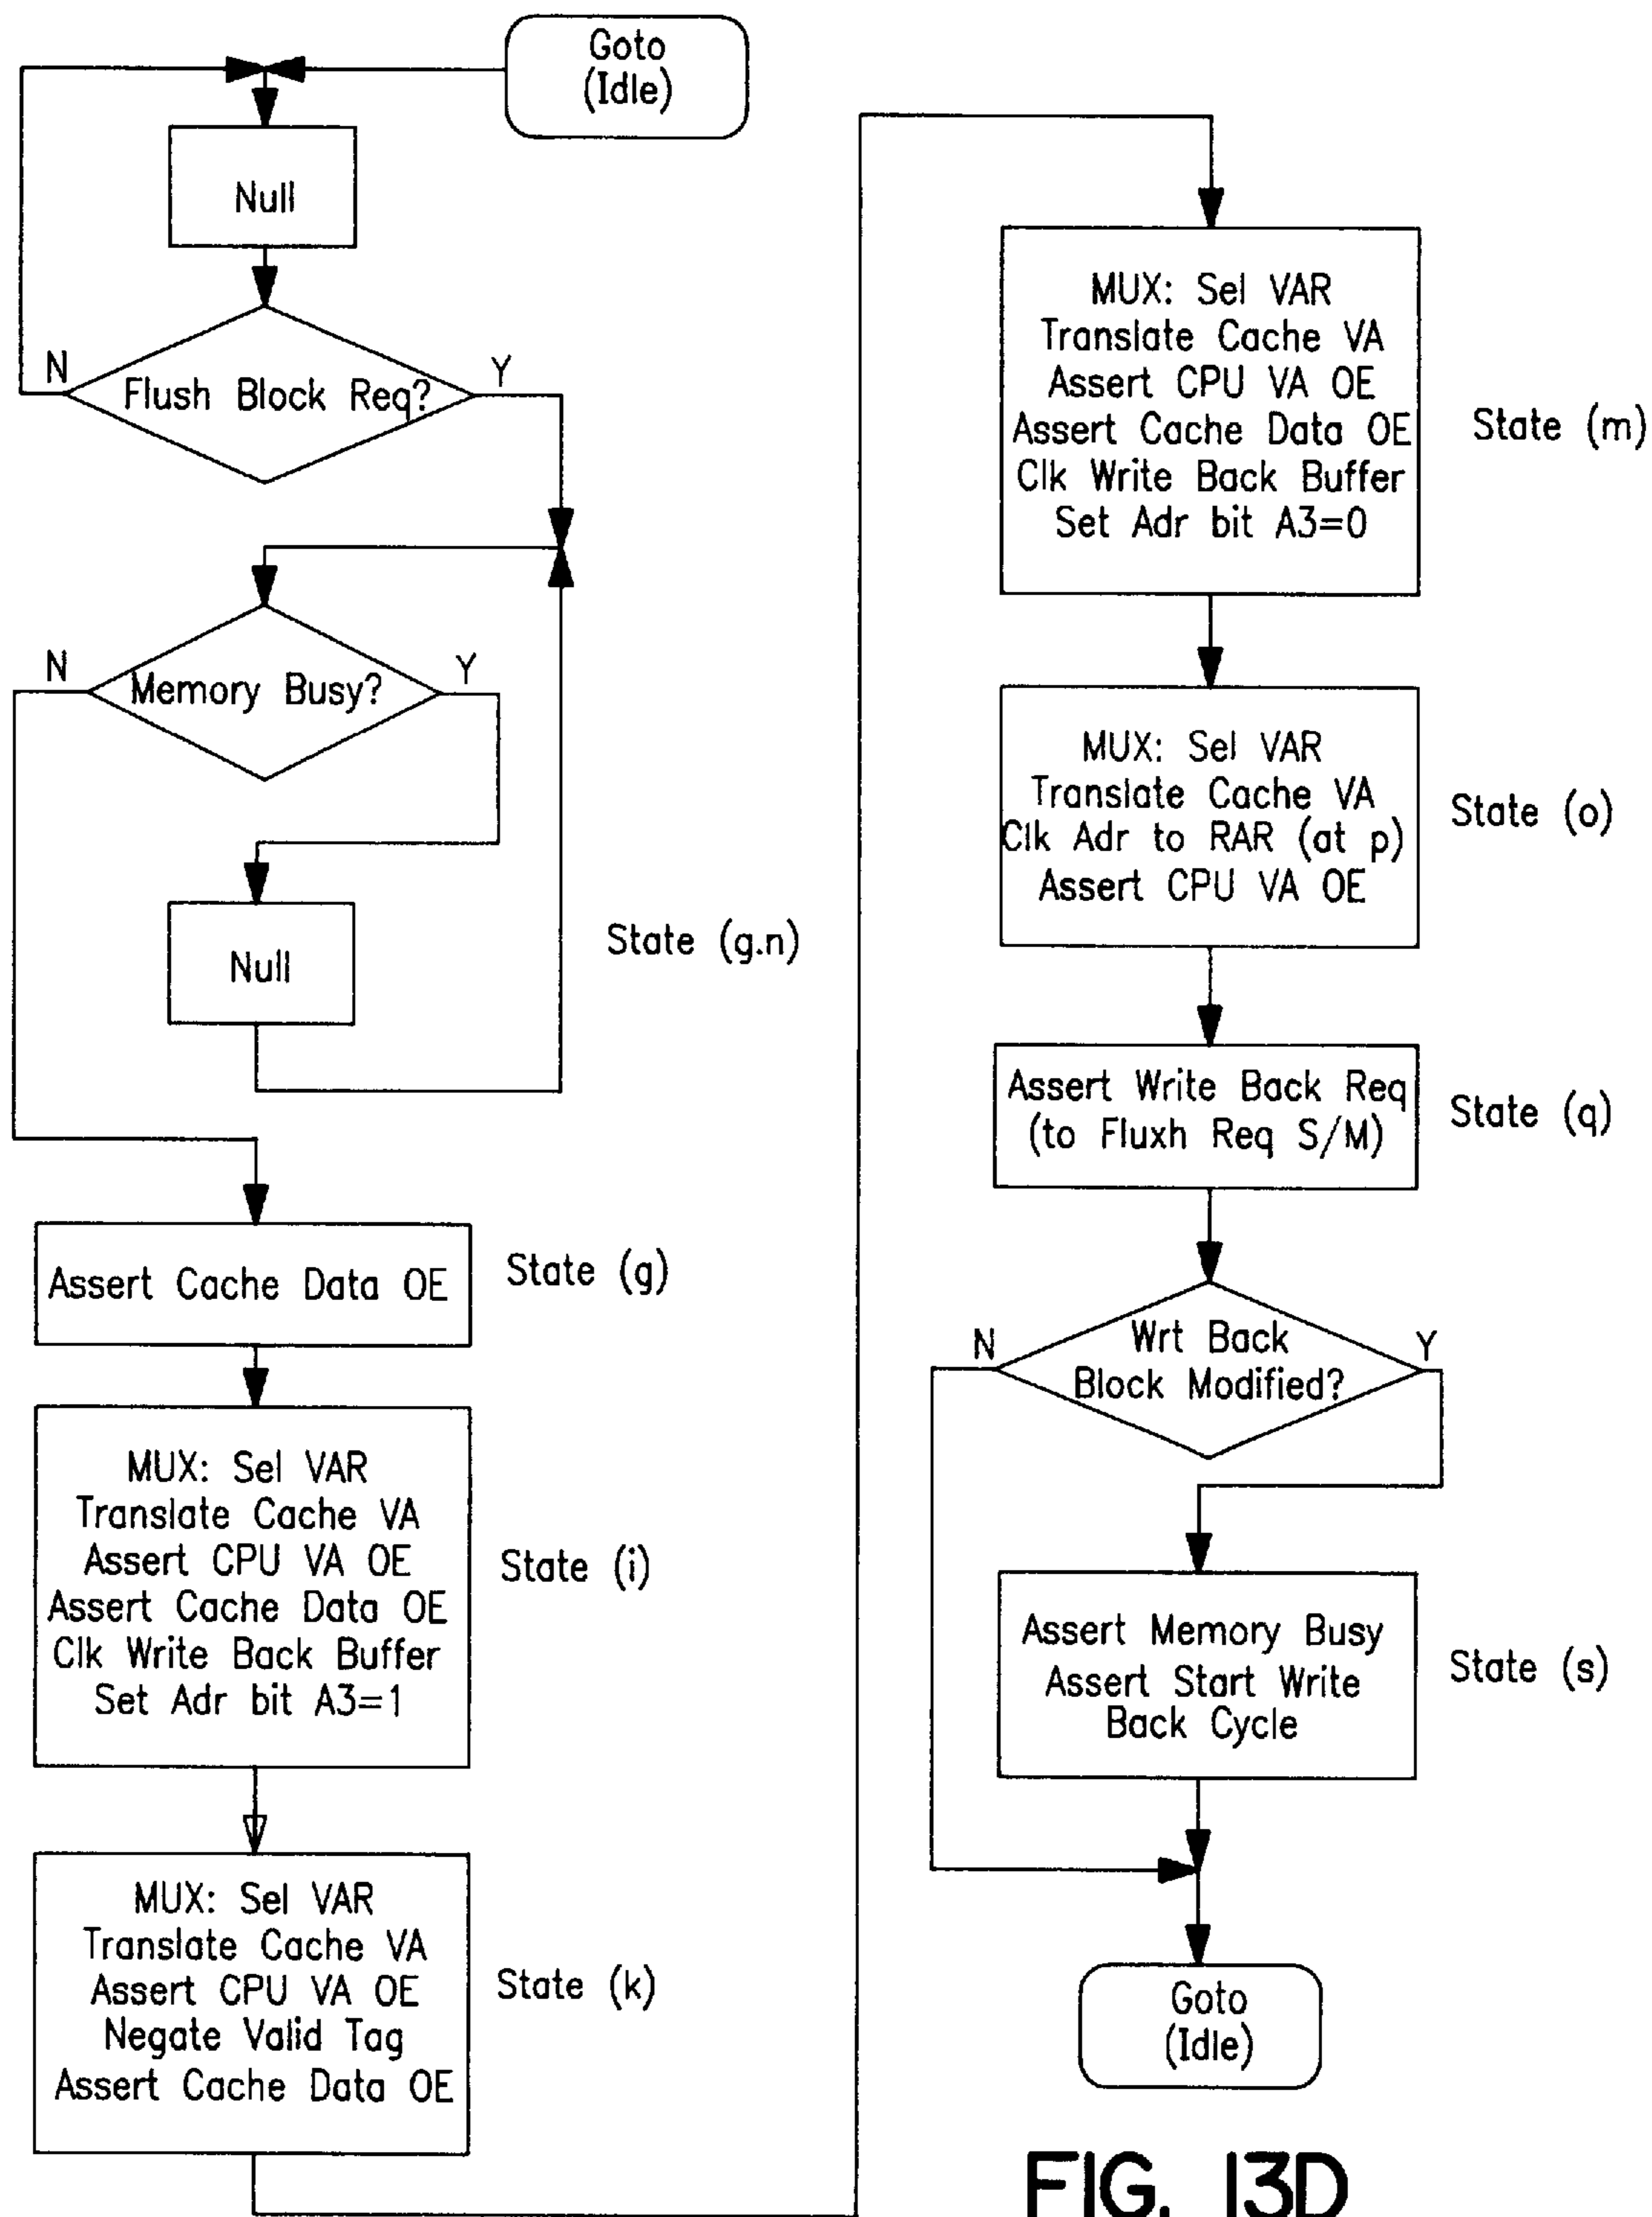 Goto
(Idle)
Null
N
Flush Block Req?
Y
N
Memory Busy?
Y
Null
State (g.n)
Assert Cache Data OE
State (g)
MUX: Sel VAR
Translate Cache VA
Assert CPU VA OE
Assert Cache Data OE
Clk Write Back Buffer
Set Adr bit A3=1
State (i)
MUX: Sel VAR
Translate Cache VA
Assert CPU VA OE
Negate Valid Tag
Assert Cache Data OE
State (k)
MUX: Sel VAR
Translate Cache VA
Assert CPU VA OE
Assert Cache Data OE
Clk Write Back Buffer
Set Adr bit A3=0
State (m)
MUX: Sel VAR
Translate Cache VA
Clk Adr to RAR (at p)
Assert CPU VA OE
State (o)
Assert Write Back Req
(to Fluxh Req S/M)
State (q)
N
Wrt Back
Block Modified?
Y
Assert Memory Busy
Assert Start Write
Back Cycle
State (s)
Goto
(Idle)
FIG. 13D